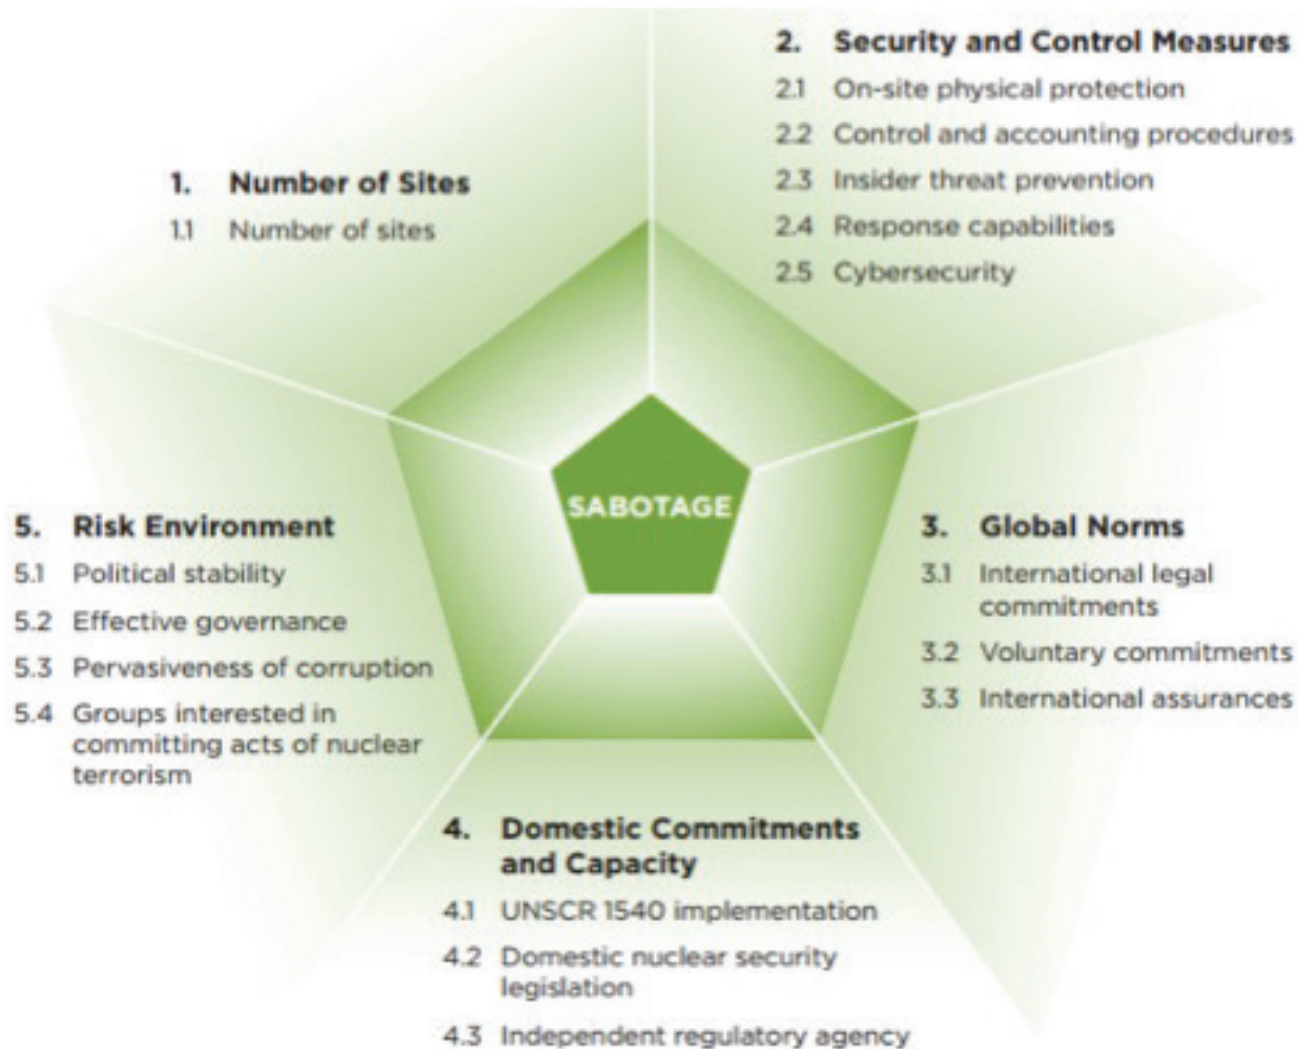 1. Number of Sites
1.1 Number of sites
2. Security and Control Measures
2.1 On-site physical protection
2.2 Control and accounting procedures
2.3 Insider threat prevention
2.4 Response capabilities
2.5 Cybersecurity
SABOTAGE
3. Global Norms
3.1 International legal
commitments
3.2 Voluntary commitments
3.3 International assurances
4. Domestic Commitments
and Capacity
4.1 UNSCR 1540 implementation
4.2 Domestic nuclear security
legislation
4.3 Independent regulatory agency
5. Risk Environment
5.1 Political stability
5.2 Effective governance
5.3 Pervasiveness of corruption
5.4 Groups interested in
committing acts of nuclear
terrorism